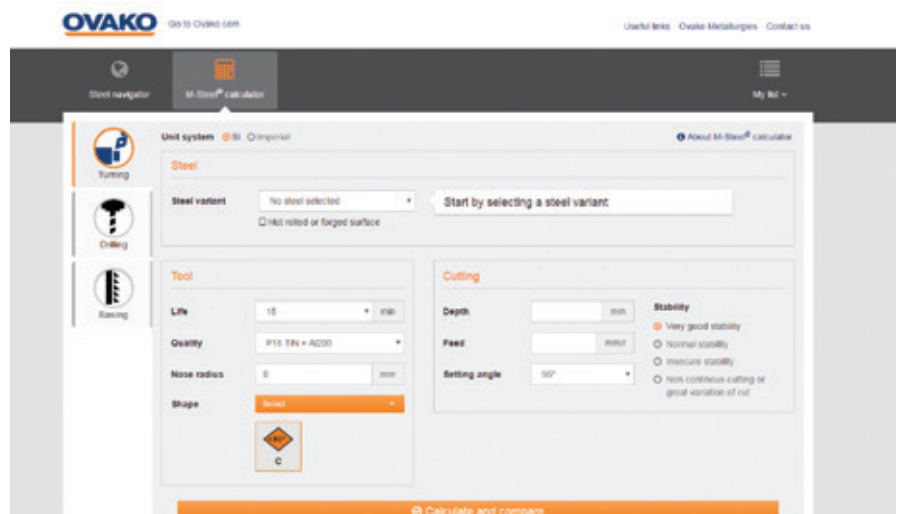 OVAKO Go to Ovako.com Useful links Ovako Metallurgies Contact us
Steel navigator M-Steel® calculator My list
Unit system SI Imperial About M-Steel® calculator
Turning
Steel
Steel variant No steel selected Start by selecting a steel variant
Hot rolled or forged surface
Drilling
Tool Cutting
Sawing
Life 15 min Depth mm Stability
Very good stability
Quality P15 TiN + Al2O3 Feed mm/r Normal stability
Insecure stability
Nose radius 0 mm Setting angle Non continous cutting or
great variation of cut
Shape Select
C
Calculate and compare